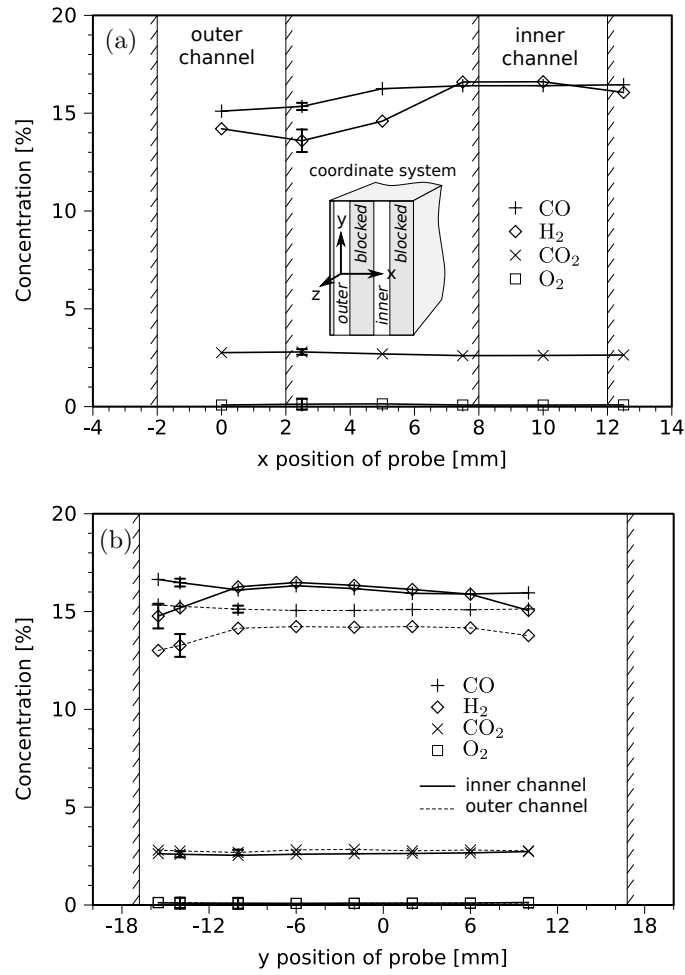 (a)
outer
channel
inner
channel
20
15
10
5
0
Concentration [%]
coordinate system
y
x
z
outer
blocked
inner
blocked
CO
H₂
CO₂
O₂
-4 -2 0 2 4 6 8 10 12 14
x position of probe [mm]
(b)
20
15
10
5
0
Concentration [%]
CO
H₂
CO₂
O₂
inner channel
outer channel
-18 -12 -6 0 6 12 18
y position of probe [mm]